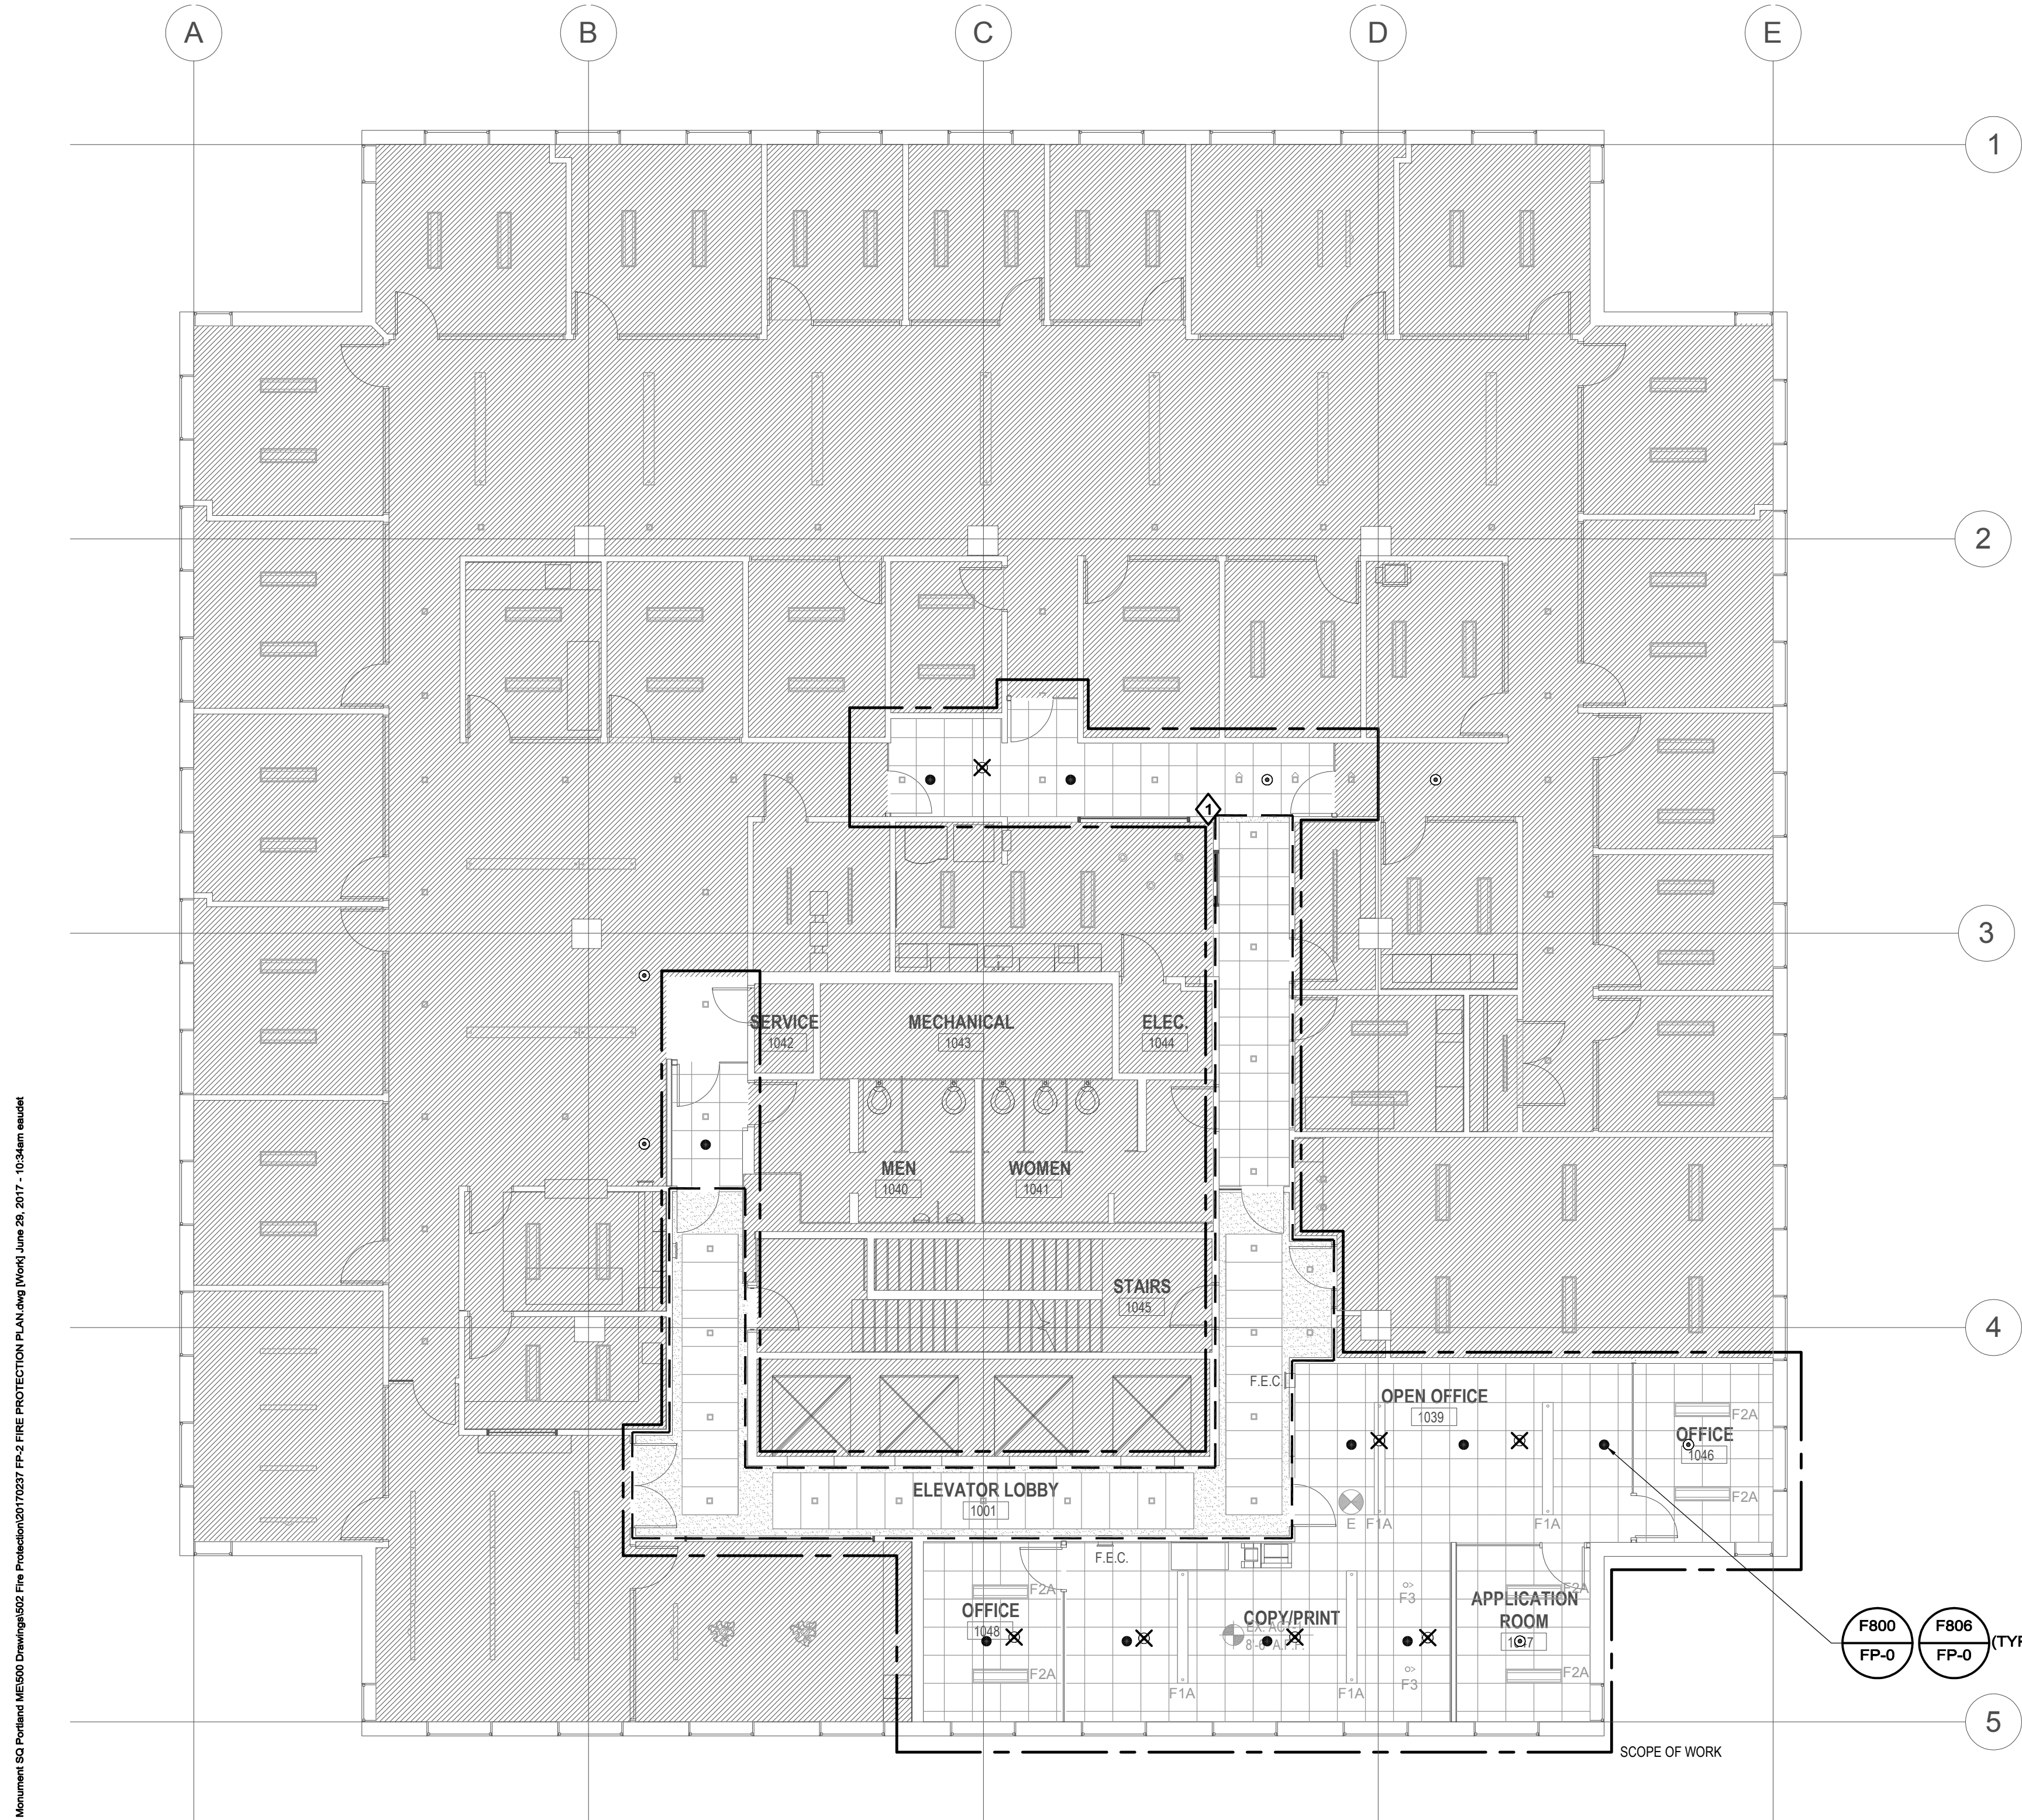 A
B
C
D
E
1
2
1
3
SERVICE
1042
MECHANICAL
1043
ELEC.
1044
MEN
1040
WOMEN
1041
STAIRS
1045
4
F.E.C.
OPEN OFFICE
1039
F2A
OFFICE
1046
F2A
ELEVATOR LOBBY
1001
E F1A
F1A
F.E.C.
F2A
OFFICE
1048
F2A
COPY/PRINT
F1A
F1A
F3
F3
F2A
APPLICATION
ROOM
F2A
F800
FP-0
F806
FP-0
(TYP
5
SCOPE OF WORK
Monument SQ Portland ME\500 Drawings\502 Fire Protection\20170237 FP-2 FIRE PROTECTION PLAN.dwg [Work] June 29, 2017 - 10:34am eaudet